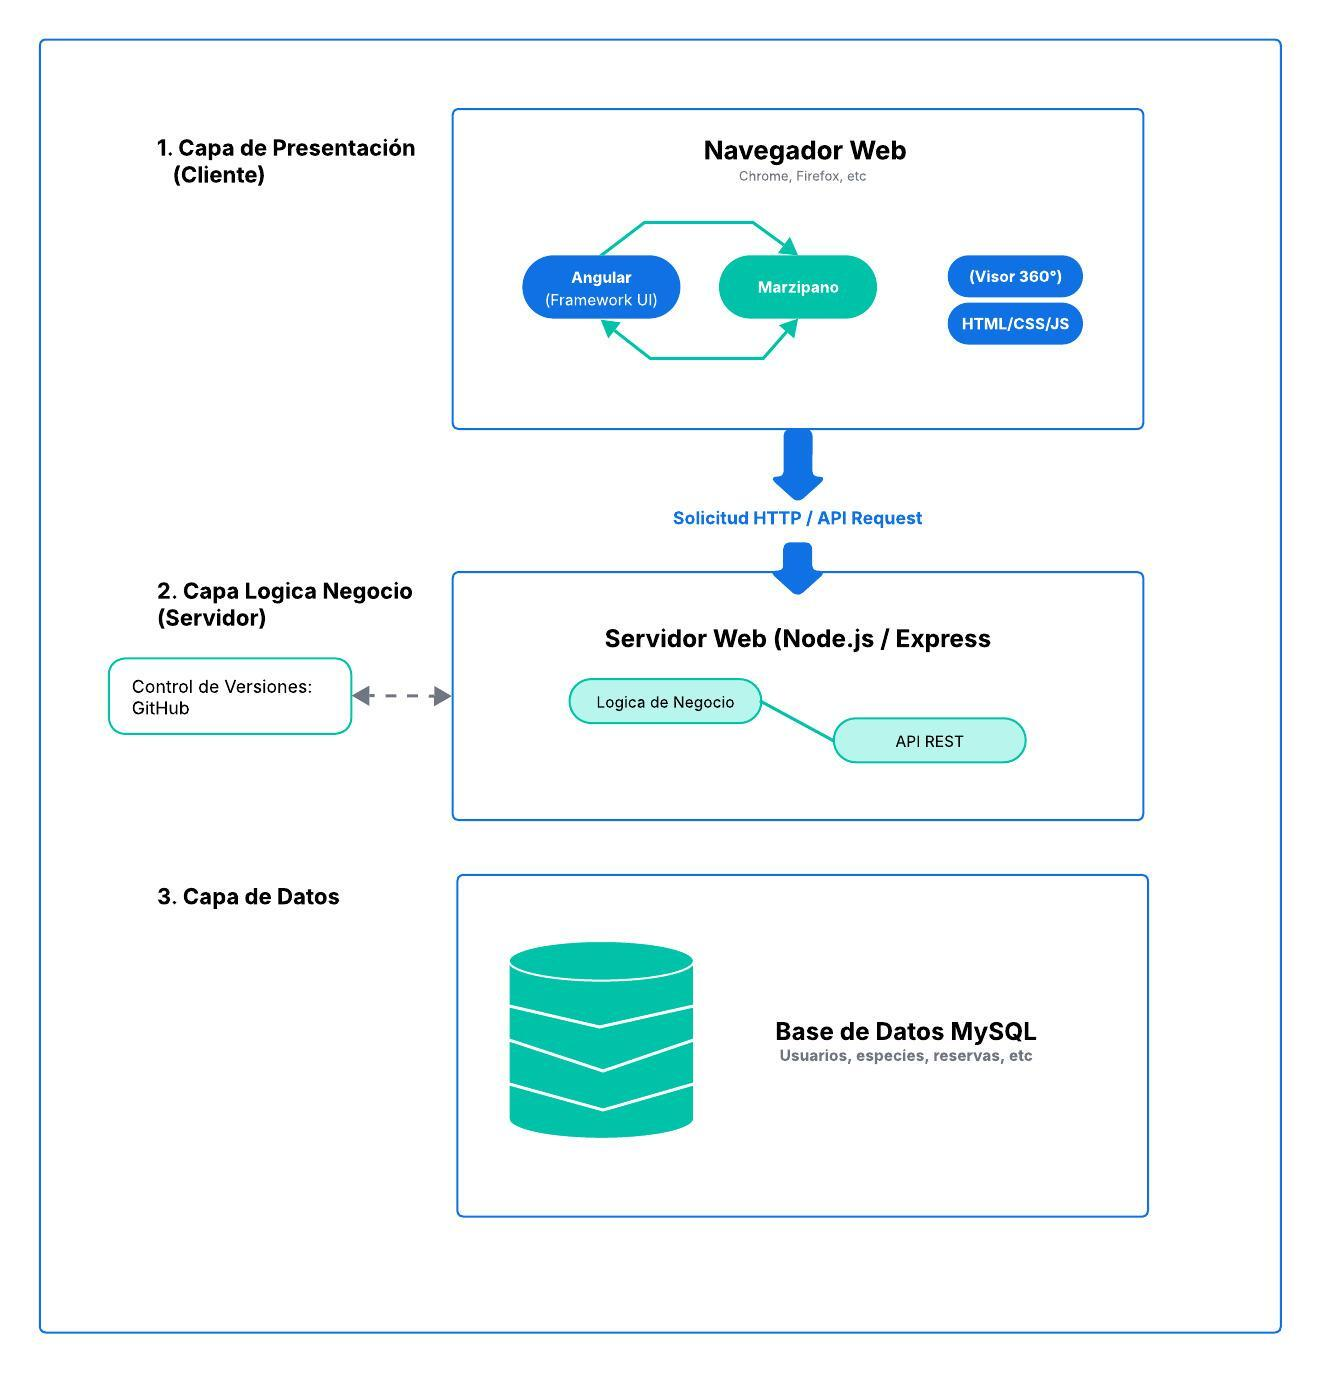 1. Capa de Presentación
(Cliente)
Navegador Web
Chrome, Firefox, etc
Angular
(Framework UI)
Marzipano
(Visor 360°)
HTML/CSS/JS
Solicitud HTTP / API Request
2. Capa Logica Negocio
(Servidor)
Control de Versiones:
GitHub
Servidor Web (Node.js / Express
Logica de Negocio
API REST
3. Capa de Datos
Base de Datos MySQL
Usuarios, especies, reservas, etc